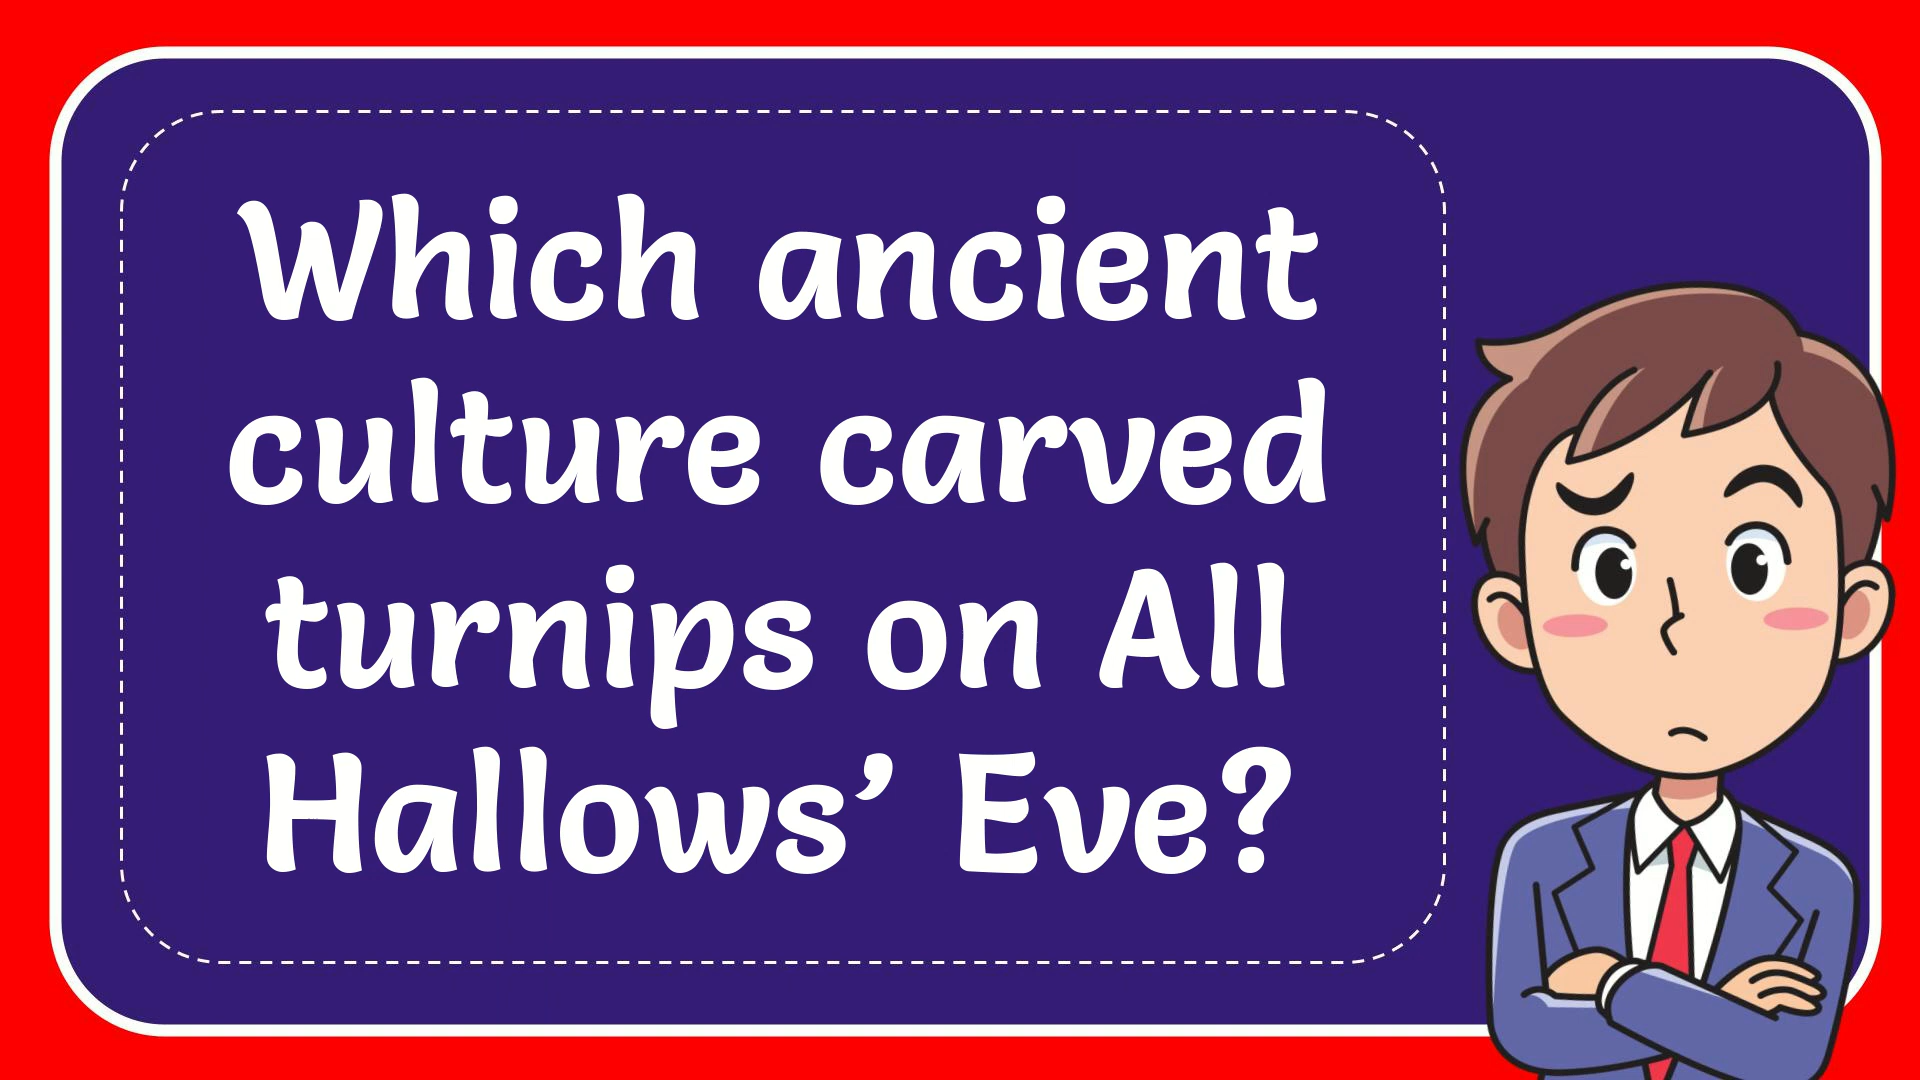 Which ancient
culture carved
turnips on All
Hallows’ Eve?